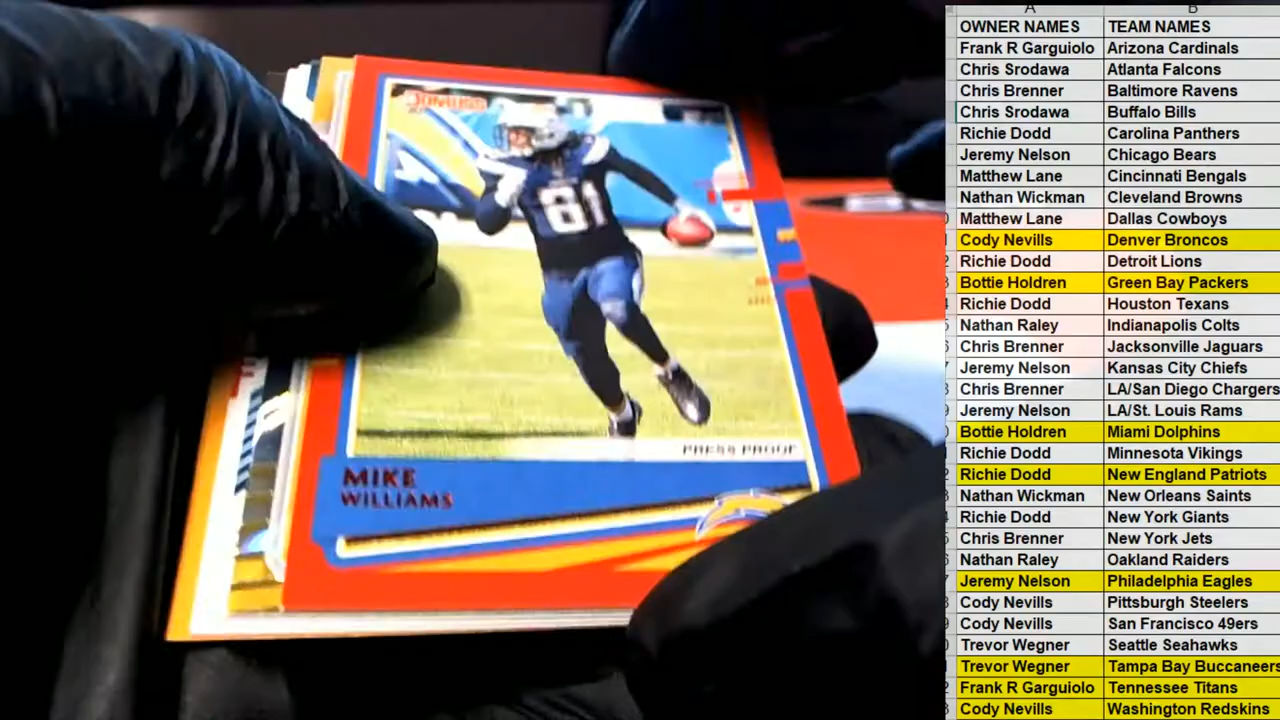 DONRUSS
81
PRESS PROOF
MIKE
WILLIAMS
A B
OWNER NAMES TEAM NAMES
Frank R Garguiolo Arizona Cardinals
Chris Srodawa Atlanta Falcons
Chris Brenner Baltimore Ravens
Chris Srodawa Buffalo Bills
Richie Dodd Carolina Panthers
Jeremy Nelson Chicago Bears
Matthew Lane Cincinnati Bengals
Nathan Wickman Cleveland Browns
Matthew Lane Dallas Cowboys
Cody Nevills Denver Broncos
Richie Dodd Detroit Lions
Bottie Holdren Green Bay Packers
Richie Dodd Houston Texans
Nathan Raley Indianapolis Colts
Chris Brenner Jacksonville Jaguars
Jeremy Nelson Kansas City Chiefs
Chris Brenner LA/San Diego Chargers
Jeremy Nelson LA/St. Louis Rams
Bottie Holdren Miami Dolphins
Richie Dodd Minnesota Vikings
Richie Dodd New England Patriots
Nathan Wickman New Orleans Saints
Richie Dodd New York Giants
Chris Brenner New York Jets
Nathan Raley Oakland Raiders
Jeremy Nelson Philadelphia Eagles
Cody Nevills Pittsburgh Steelers
Cody Nevills San Francisco 49ers
Trevor Wegner Seattle Seahawks
Trevor Wegner Tampa Bay Buccaneers
Frank R Garguiolo Tennessee Titans
Cody Nevills Washington Redskins